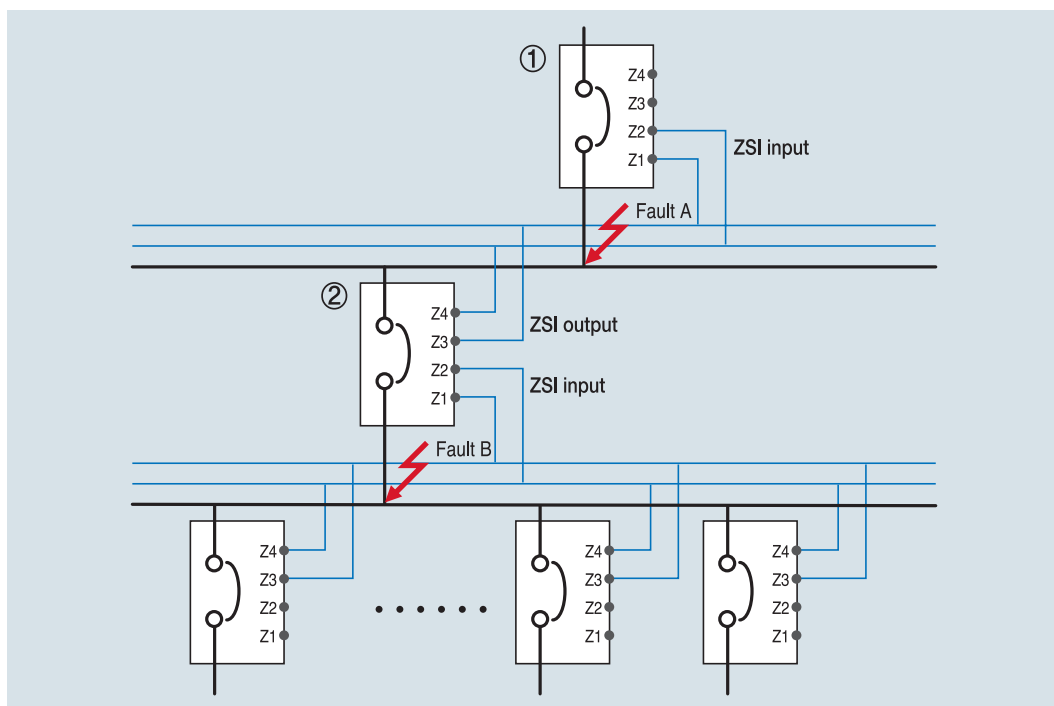 ①
Z4
Z3
Z2
Z1
ZSI input
Fault A
②
Z4
Z3
Z2
Z1
ZSI output
ZSI input
Fault B
Z4
Z3
Z2
Z1
Z4
Z3
Z2
Z1
Z4
Z3
Z2
Z1